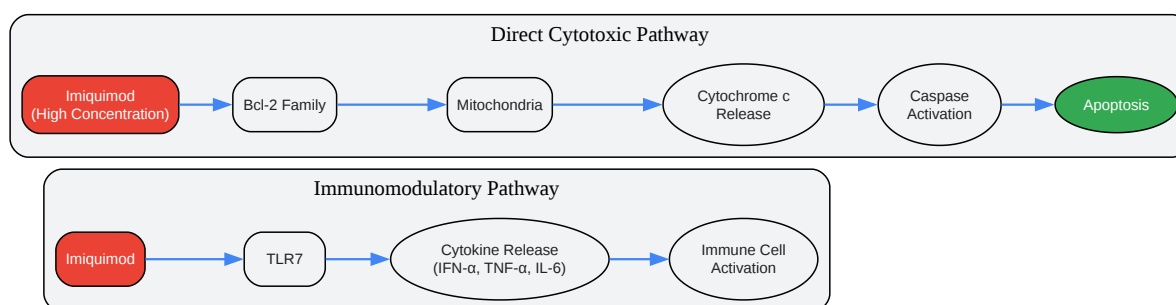 Direct Cytotoxic Pathway
Imiquimod
(High Concentration)
Bcl-2 Family
Mitochondria
Cytochrome c
Release
Caspase
Activation
Apoptosis
Immunomodulatory Pathway
Imiquimod
TLR7
Cytokine Release
(IFN-α, TNF-α, IL-6)
Immune Cell
Activation